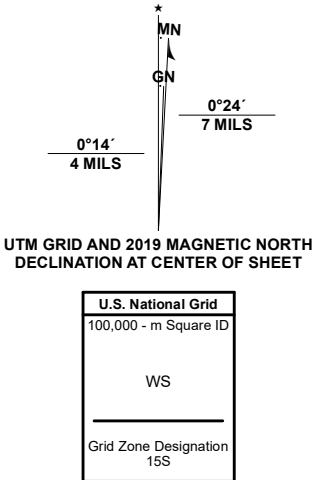 ★
MN
GN
0°24´
7 MILS
0°14´
4 MILS
UTM GRID AND 2019 MAGNETIC NORTH
DECLINATION AT CENTER OF SHEET
U.S. National Grid
100,000 - m Square ID
WS
Grid Zone Designation
15S